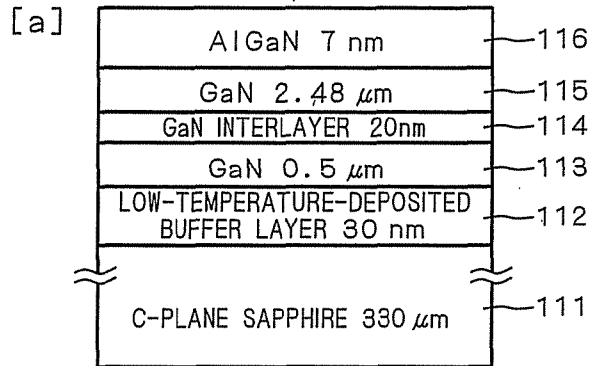 [a]
AlGaN 7 nm
116
GaN 2.48 μm
115
GaN INTERLAYER 20nm
114
GaN 0.5 μm
113
LOW-TEMPERATURE-DEPOSITED
BUFFER LAYER 30 nm
112
C-PLANE SAPPHIRE 330 μm
111